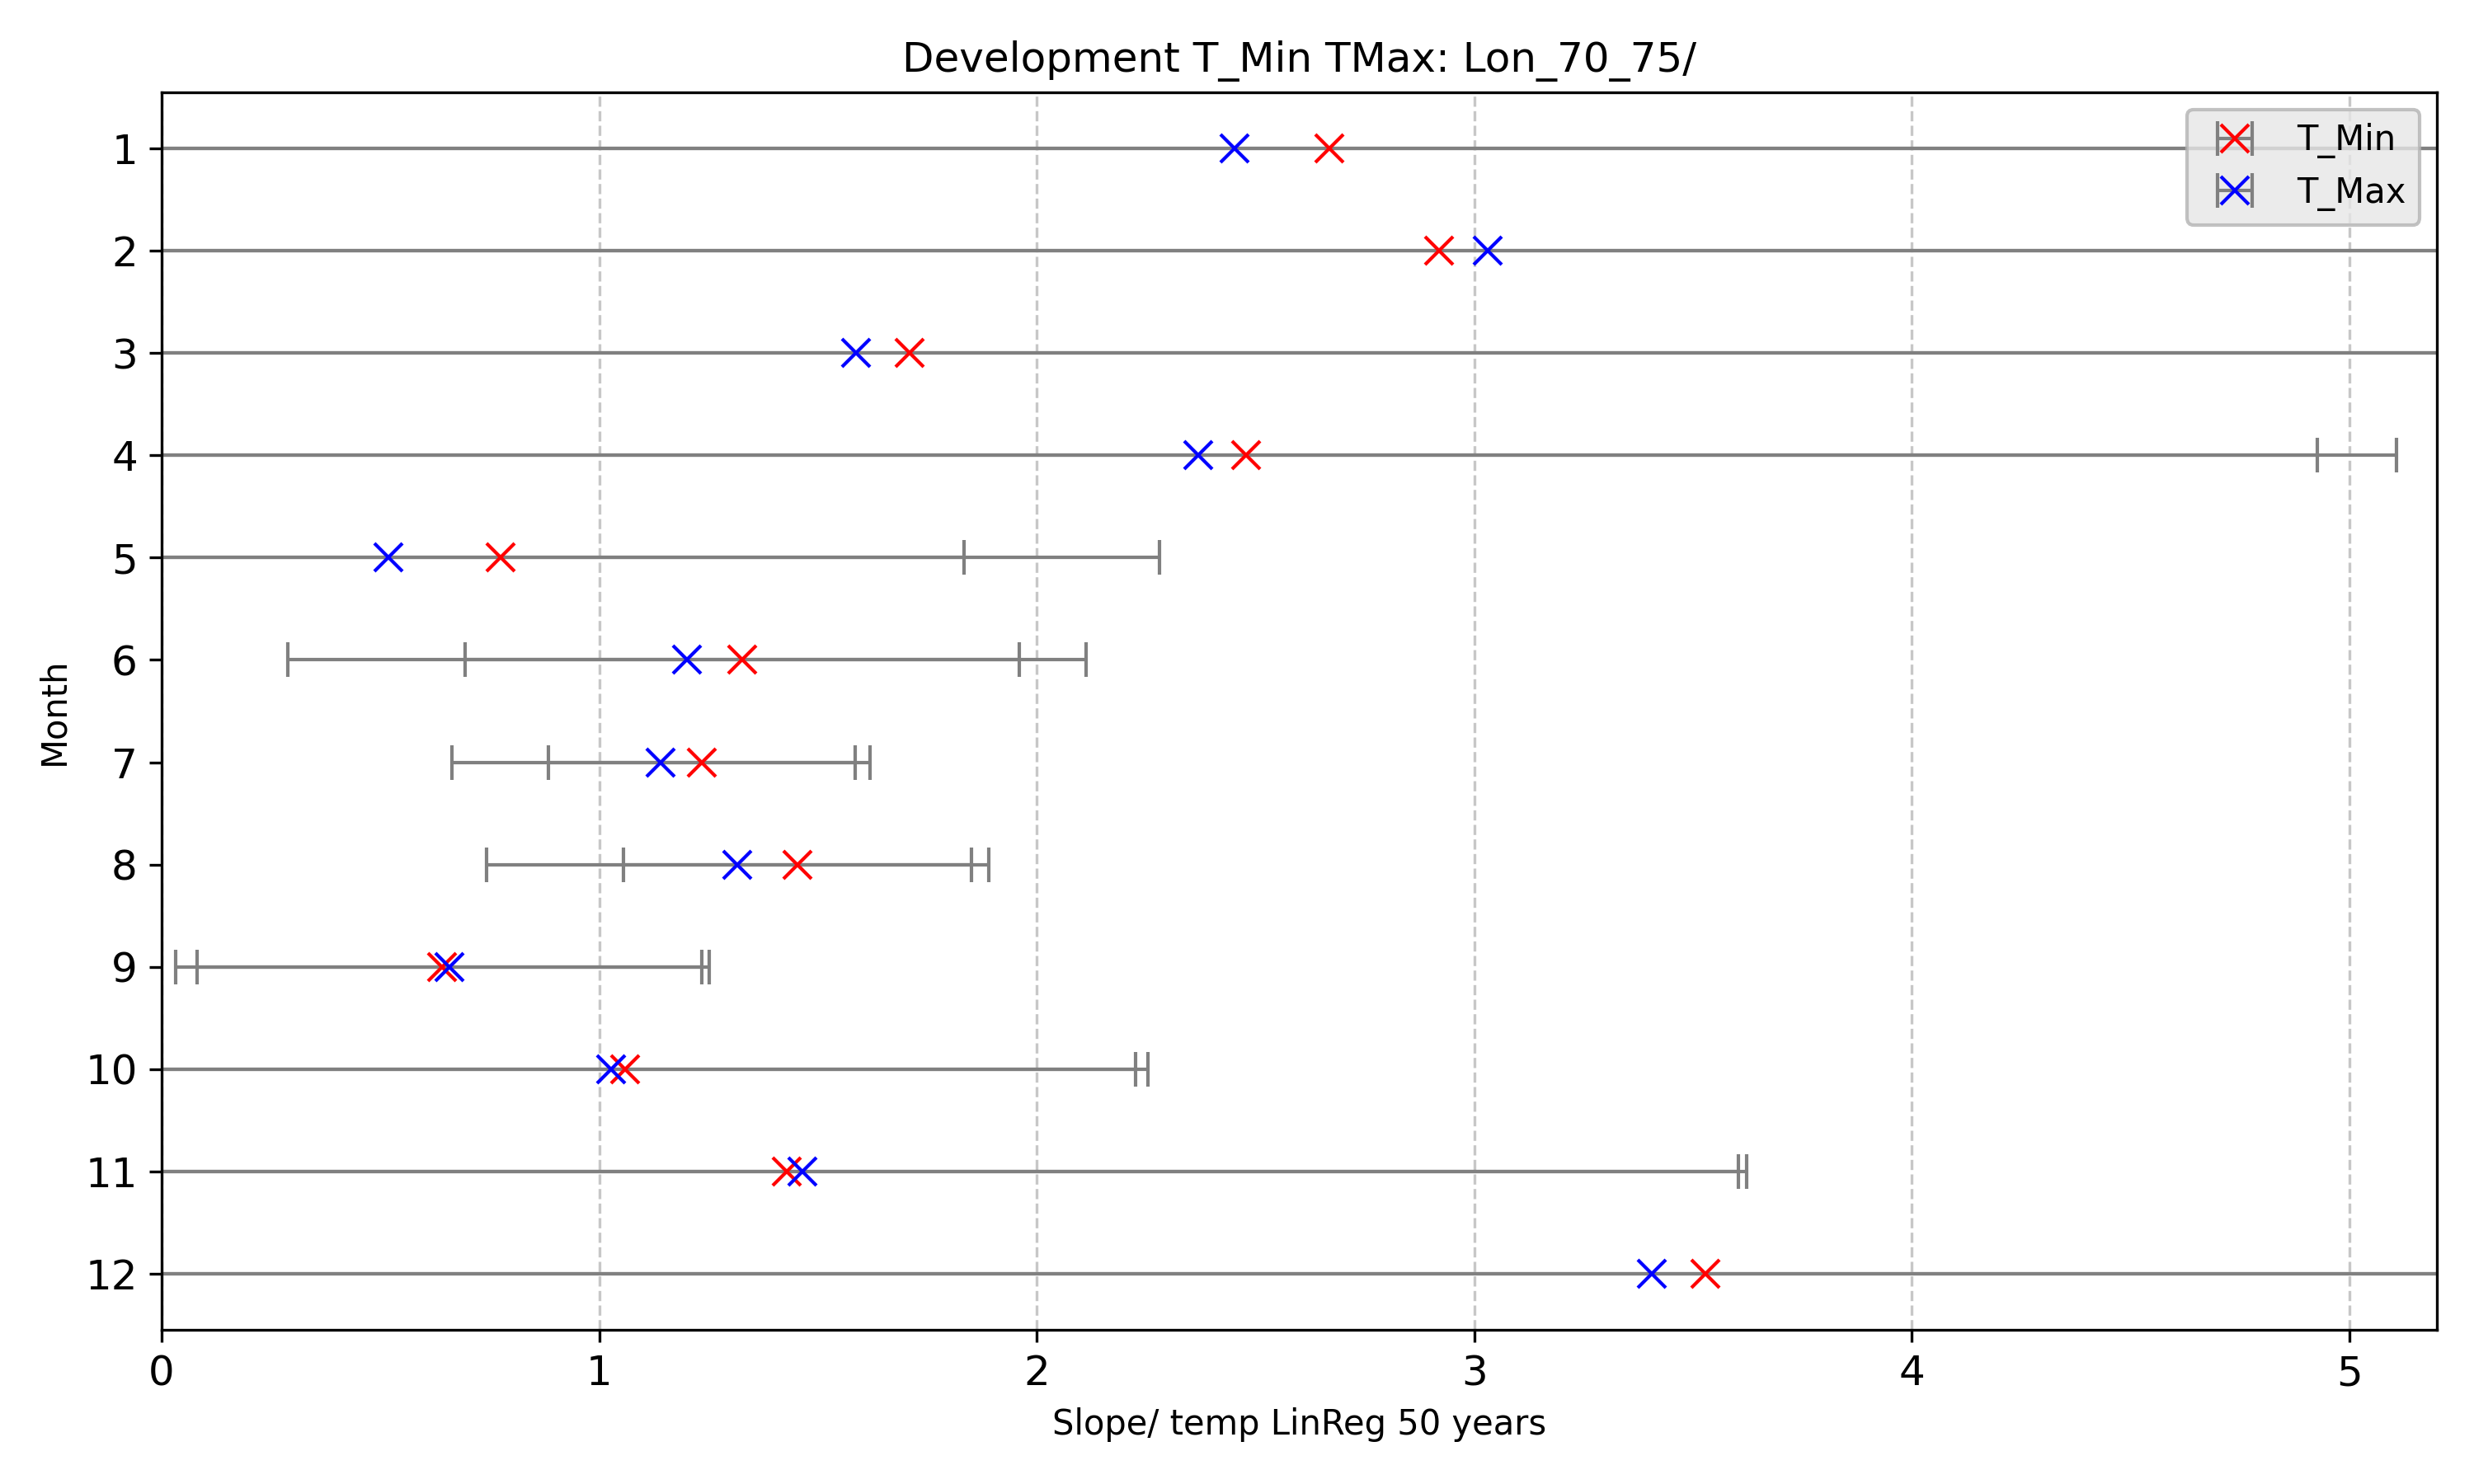 Development T_Min TMax: Lon_70_75/
T_Min
T_Max
Month
1
2
3
4
5
6
7
8
9
10
11
12
0 1 2 3 4 5
Slope/ temp LinReg 50 years